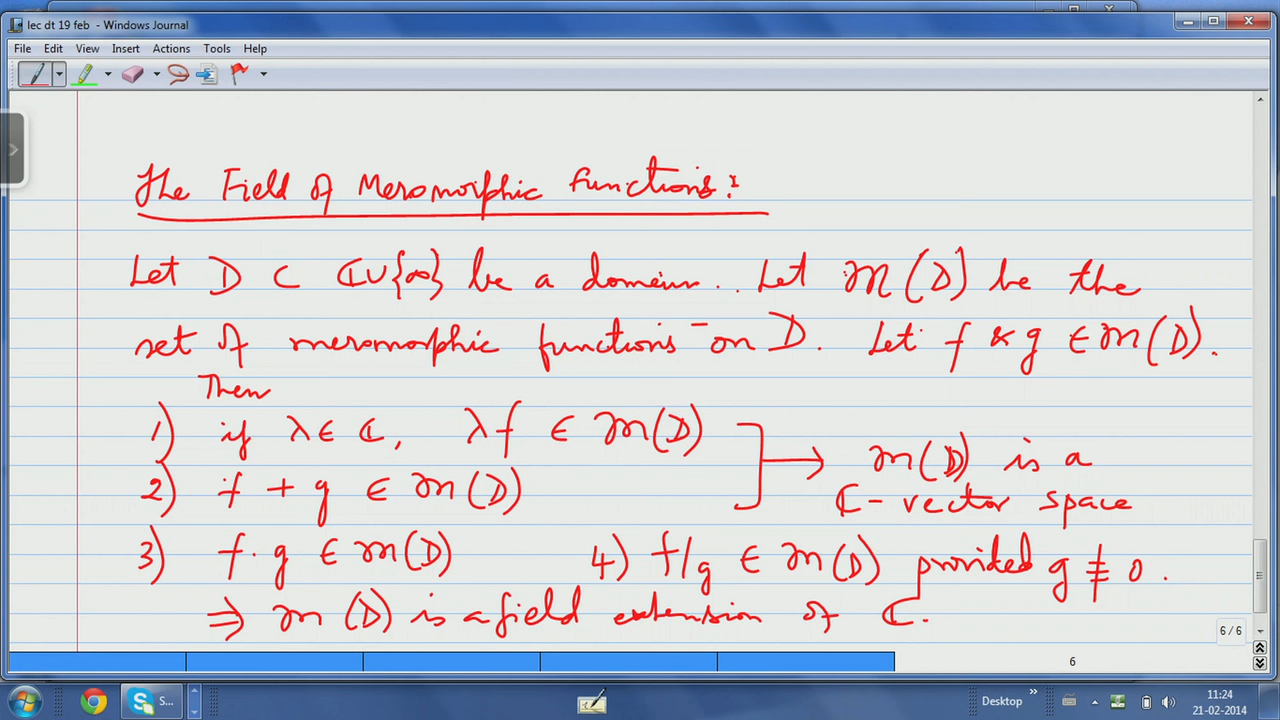 lec dt 19 feb - Windows Journal
File Edit View Insert Actions Tools Help
The Field of Meromorphic Functions:
Let D ⊂ ℂ∪{∞} be a domain. Let M(D) be the
set of meromorphic functions on D. Let f & g ∈ M(D).
Then
1) if λ ∈ ℂ, λf ∈ M(D)
2) f + g ∈ M(D)
→ M(D) is a
ℂ-vector space
3) f·g ∈ M(D) 4) f/g ∈ M(D) provided g ≢ 0.
⇒ M(D) is a field extension of ℂ.
6/6
6
S...
Desktop »
11:24
21-02-2014